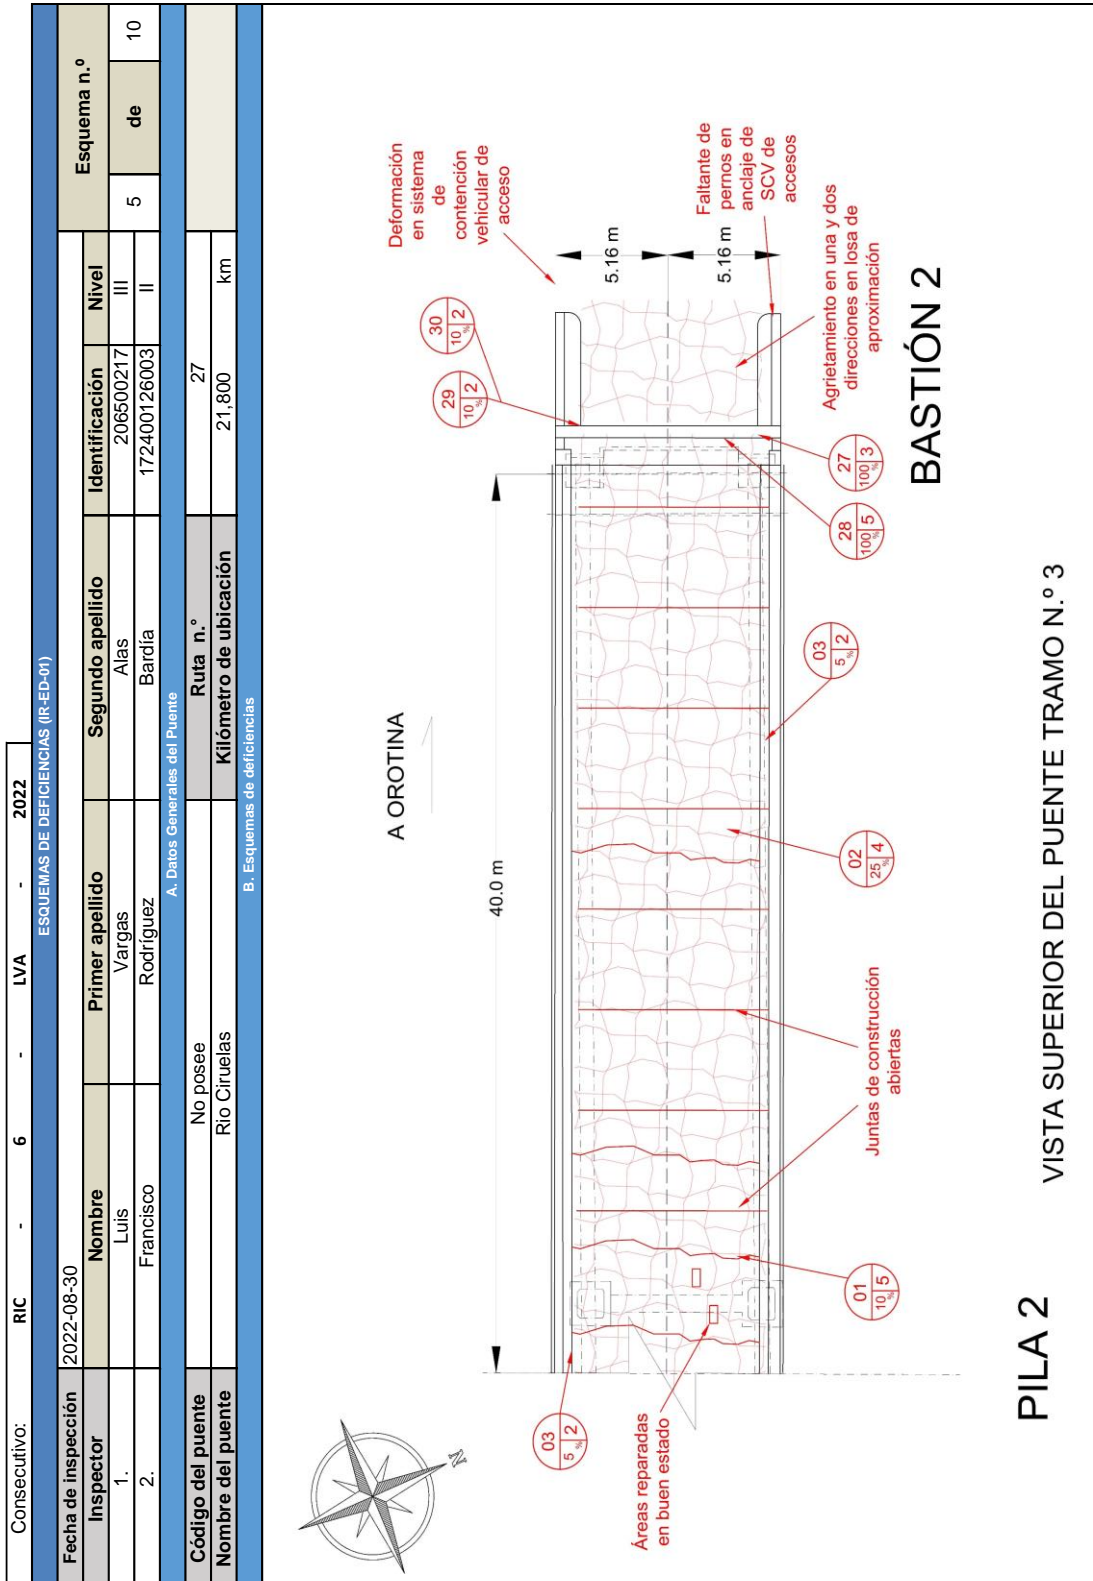 Consecutivo: RIC - 6 - LVA - 2022
ESQUEMAS DE DEFICIENCIAS (IR-ED-01)
Fecha de inspección 2022-08-30 Esquema n.º
Inspector Nombre Primer apellido Segundo apellido Identificación Nivel
1. Luis Vargas Alas 206500217 III 5 de 10
2. Francisco Rodríguez Bardía 172400126003 II
A. Datos Generales del Puente
Código del puente No posee Ruta n.° 27
Nombre del puente Rio Ciruelas Kilómetro de ubicación 21,800 km
B. Esquemas de deficiencias
N
A OROTINA
40.0 m
Deformación
en sistema
de
contención
vehicular de
acceso
30
10 % 2
29
10 % 2
03
5 % 2
5.16 m
5.16 m
Áreas reparadas
en buen estado
Faltante de
pernos en
anclaje de
SCV de
accesos
Agrietamiento en una y dos
direcciones en losa de
aproximación
01
10 % 5
Juntas de construcción
abiertas
02
25 % 4
03
5 % 2
28
100 % 5
27
100 % 3
BASTIÓN 2
PILA 2
VISTA SUPERIOR DEL PUENTE TRAMO N.º 3